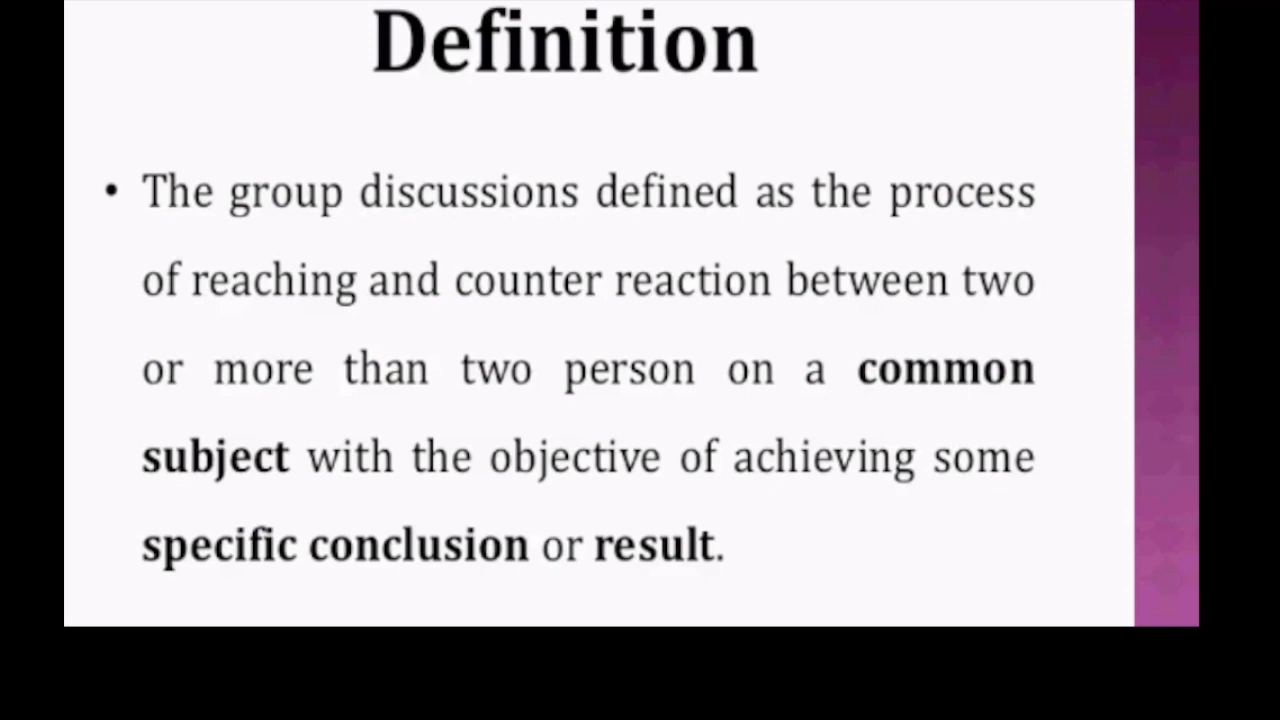 Definition
• The group discussions defined as the process
of reaching and counter reaction between two
or more than two person on a common
subject with the objective of achieving some
specific conclusion or result.